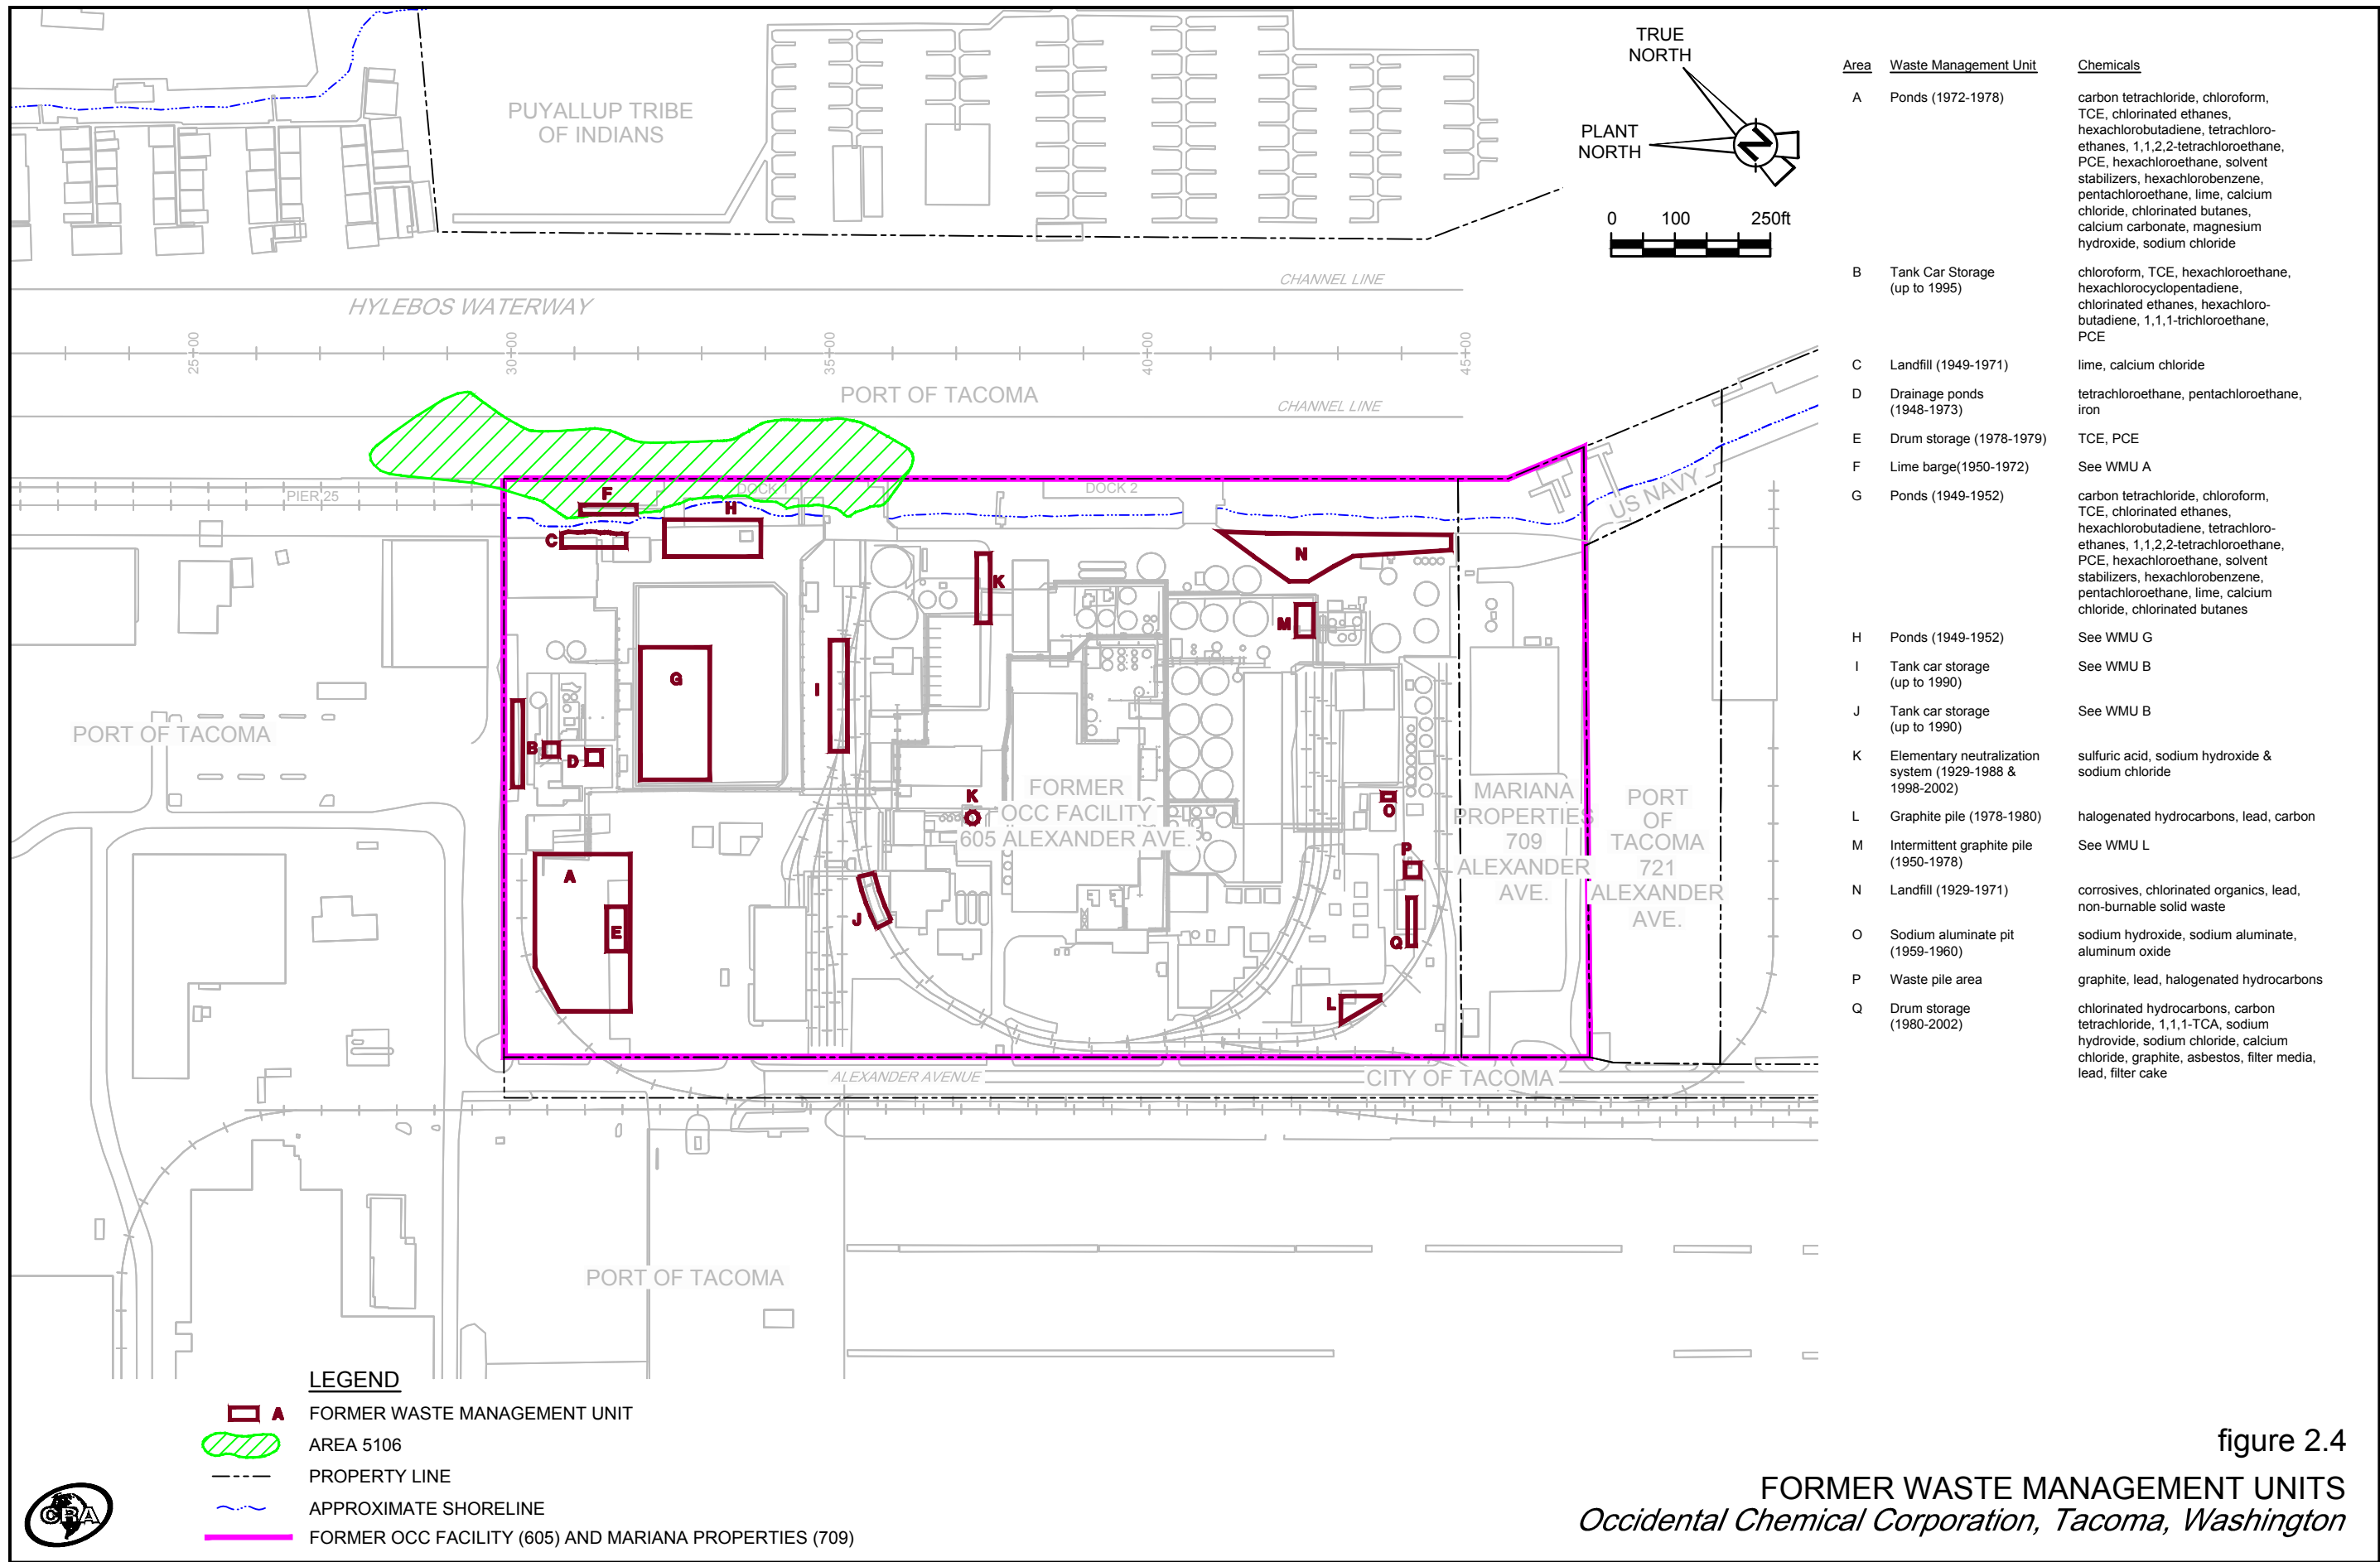 TRUE
NORTH
PLANT
NORTH
0 100 250ft
PUYALLUP TRIBE
OF INDIANS
CHANNEL LINE
HYLEBOS WATERWAY
25+00
30+00
35+00
40+00
45+00
PORT OF TACOMA
CHANNEL LINE
PIER 25
DOCK 1
DOCK 2
US NAVY
F
H
C
N
K
M
G
I
B
D
PORT OF TACOMA
K
FORMER
OCC FACILITY
605 ALEXANDER AVE.
O
MARIANA
PROPERTIES
709
ALEXANDER
AVE.
PORT
OF
TACOMA
721
ALEXANDER
AVE.
P
A
E
J
Q
L
ALEXANDER AVENUE
CITY OF TACOMA
PORT OF TACOMA
Area Waste Management Unit Chemicals
A Ponds (1972-1978) carbon tetrachloride, chloroform,
TCE, chlorinated ethanes,
hexachlorobutadiene, tetrachloro-
ethanes, 1,1,2,2-tetrachloroethane,
PCE, hexachloroethane, solvent
stabilizers, hexachlorobenzene,
pentachloroethane, lime, calcium
chloride, chlorinated butanes,
calcium carbonate, magnesium
hydroxide, sodium chloride
B Tank Car Storage chloroform, TCE, hexachloroethane,
(up to 1995) hexachlorocyclopentadiene,
chlorinated ethanes, hexachloro-
butadiene, 1,1,1-trichloroethane,
PCE
C Landfill (1949-1971) lime, calcium chloride
D Drainage ponds tetrachloroethane, pentachloroethane,
(1948-1973) iron
E Drum storage (1978-1979) TCE, PCE
F Lime barge(1950-1972) See WMU A
G Ponds (1949-1952) carbon tetrachloride, chloroform,
TCE, chlorinated ethanes,
hexachlorobutadiene, tetrachloro-
ethanes, 1,1,2,2-tetrachloroethane,
PCE, hexachloroethane, solvent
stabilizers, hexachlorobenzene,
pentachloroethane, lime, calcium
chloride, chlorinated butanes
H Ponds (1949-1952) See WMU G
I Tank car storage See WMU B
(up to 1990)
J Tank car storage See WMU B
(up to 1990)
K Elementary neutralization sulfuric acid, sodium hydroxide &
system (1929-1988 & sodium chloride
1998-2002)
L Graphite pile (1978-1980) halogenated hydrocarbons, lead, carbon
M Intermittent graphite pile See WMU L
(1950-1978)
N Landfill (1929-1971) corrosives, chlorinated organics, lead,
non-burnable solid waste
O Sodium aluminate pit sodium hydroxide, sodium aluminate,
(1959-1960) aluminum oxide
P Waste pile area graphite, lead, halogenated hydrocarbons
Q Drum storage chlorinated hydrocarbons, carbon
(1980-2002) tetrachloride, 1,1,1-TCA, sodium
hydrovide, sodium chloride, calcium
chloride, graphite, asbestos, filter media,
lead, filter cake
LEGEND
A FORMER WASTE MANAGEMENT UNIT
AREA 5106
PROPERTY LINE
APPROXIMATE SHORELINE
FORMER OCC FACILITY (605) AND MARIANA PROPERTIES (709)
CRA
figure 2.4
FORMER WASTE MANAGEMENT UNITS
Occidental Chemical Corporation, Tacoma, Washington